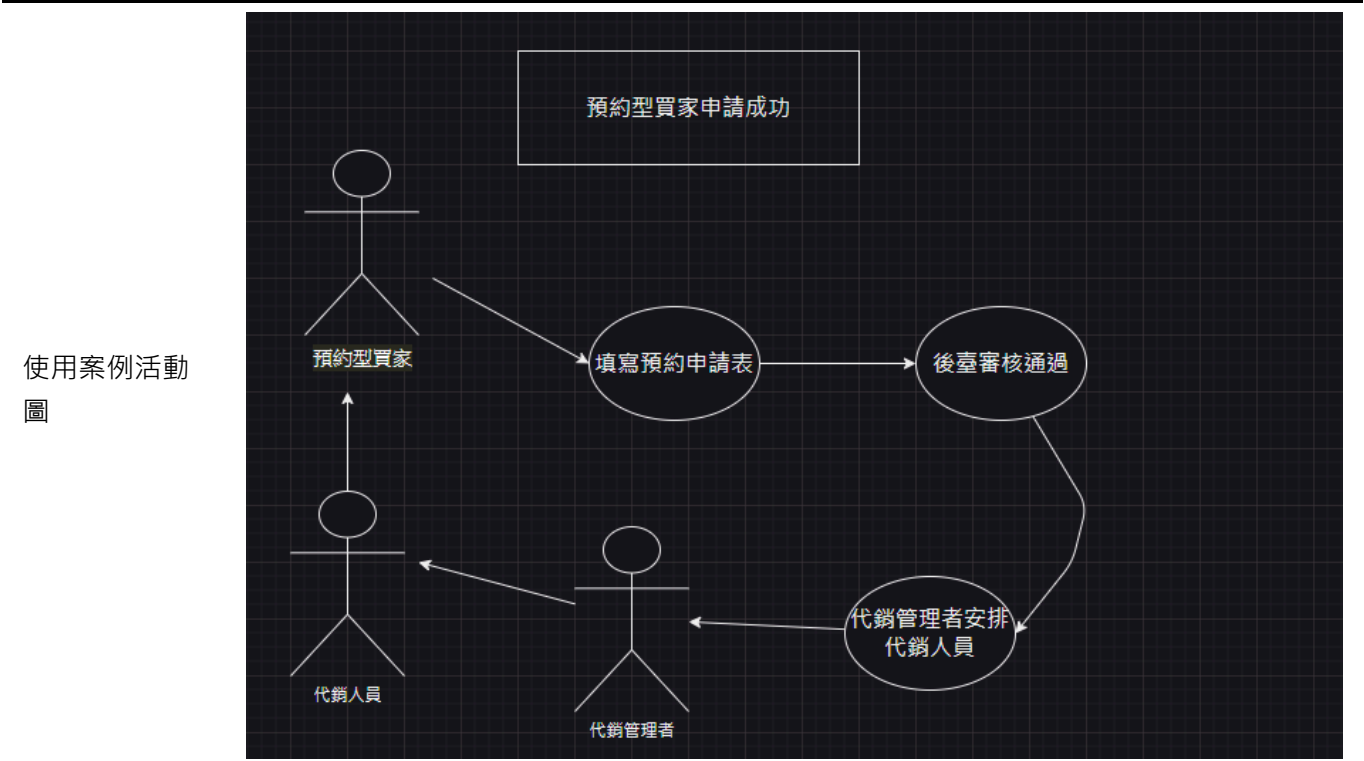 預約型買家申請成功
預約型買家
填寫預約申請表
後臺審核通過
使用案例活動
圖
代銷管理者安排
代銷人員
代銷人員
代銷管理者